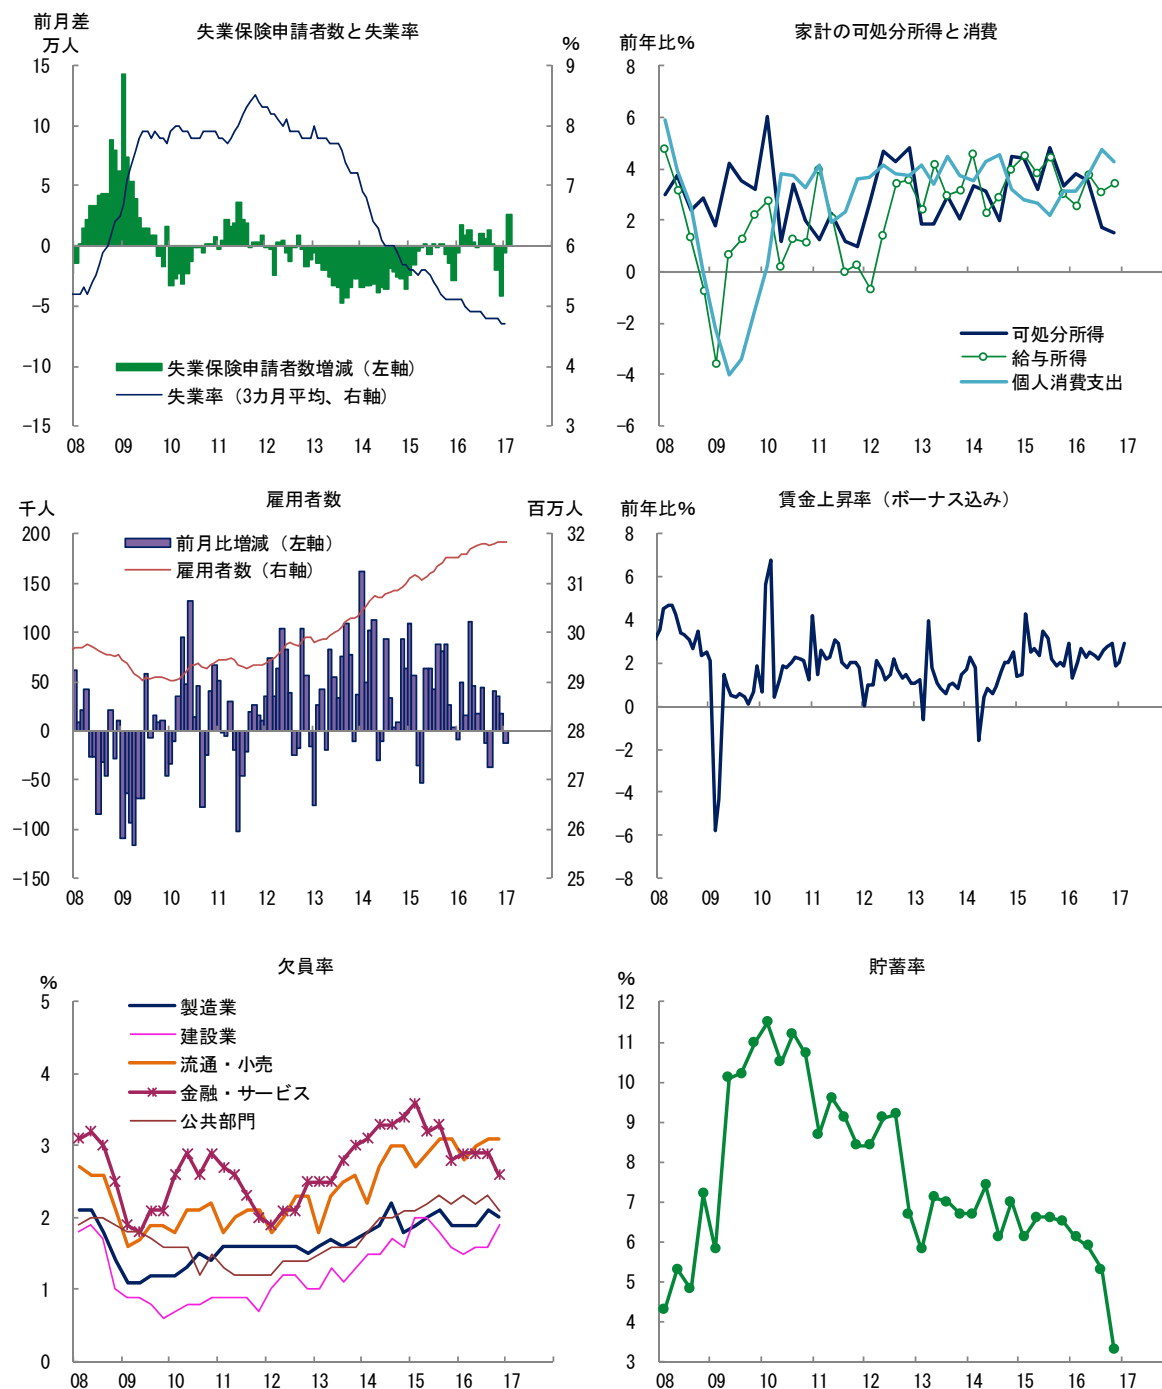 失業保険申請者数と失業率
前月差
万人
%
15
10
5
0
−5
−10
−15
9
8
7
6
5
4
3
失業保険申請者数増減（左軸）
失業率（3カ月平均、右軸）
08 09 10 11 12 13 14 15 16 17
家計の可処分所得と消費
前年比%
8
6
4
2
0
−2
−4
−6
可処分所得
給与所得
個人消費支出
08 09 10 11 12 13 14 15 16 17
雇用者数
千人
百万人
200
150
100
50
0
−50
−100
−150
32
31
30
29
28
27
26
25
前月比増減（左軸）
雇用者数（右軸）
08 09 10 11 12 13 14 15 16 17
賃金上昇率（ボーナス込み）
前年比%
8
6
4
2
0
−2
−4
−6
−8
08 09 10 11 12 13 14 15 16 17
欠員率
%
5
4
3
2
1
0
製造業
建設業
流通・小売
金融・サービス
公共部門
08 09 10 11 12 13 14 15 16 17
貯蓄率
%
12
11
10
9
8
7
6
5
4
3
08 09 10 11 12 13 14 15 16 17